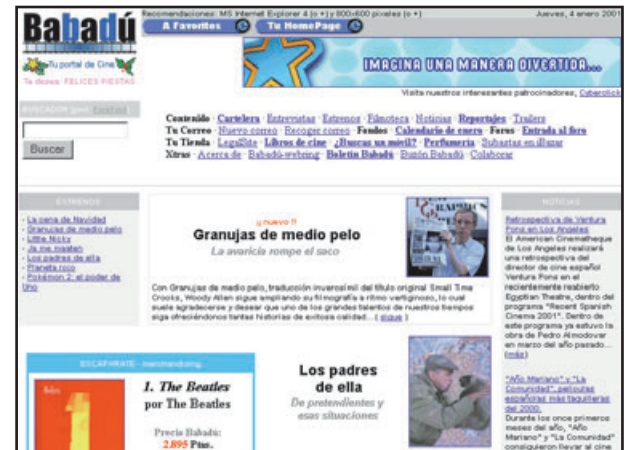 Recomendaciones: MS Internet Explorer 4 (o +) y 800x600 pixeles (o +)
Jueves, 4 enero 2001
Babadú
Tu portal de Cine
Te desea: FELICES FIESTAS
A Favoritos
Tu HomePage
IMAGINA UNA MANERA DIVERTIDA...
Visita nuestros interesantes patrocinadores, Cyberclick
BUSCADOR
Buscar
Contenido · Cartelera · Entrevistas · Estrenos · Filmoteca · Noticias · Reportajes · Trailers
Tu Correo · Nuevo correo · Recoger correo · Fondos · Calendario de enero · Foros · Entrada al foro
Tu Tienda · Libros de cine · ¿Buscas un móvil? · Perfumería · Subastas en iBazar
Xtras · Acerca de · Babadú-webring · Boletín Babadú · Buzón Babadú · Colaborar
ESTRENOS
- La cena de Navidad
- Granujas de medio pelo
- Little Nicky
- Ja me maaten
- Los padres de ella
- Planeta rojo
- Pokémon 2: el poder de
Uno
¡¡ nuevo !!
Granujas de medio pelo
La avaricia rompe el saco
Con Granujas de medio pelo, traducción inverosímil del título original Small Time
Crooks, Woody Allen sigue ampliando su filmografía a ritmo vertiginoso, lo cual
suele agradecerse y desear que uno de los grandes talentos de nuestros tiempos
siga ofreciéndonos tantas historias de exitosa calidad... ( sigue )
ESCAPARATE - merchandising
1. The Beatles
por The Beatles
Precio Babadú:
2.895 Ptas.
Los padres
de ella
De pretendientes y
esas situaciones
NOTICIAS
Retrospectiva de Ventura
Pons en Los Angeles
El American Cinematheque
de Los Angeles realizará
una retrospectiva del
director de cine español
Ventura Pons en el
recientemente reabierto
Egyptian Theatre, dentro del
programa "Recent Spanish
Cinema 2001". Dentro de
este programa ya estuvo la
obra de Pedro Almodovar
en marzo del año pasado...
(más)
"Año Mariano" y "La
Comunidad", películas
españolas más taquilleras
del 2000.
Durante los once primeros
meses del año, "Año
Mariano" y "La Comunidad"
consiguieron llevar al cine